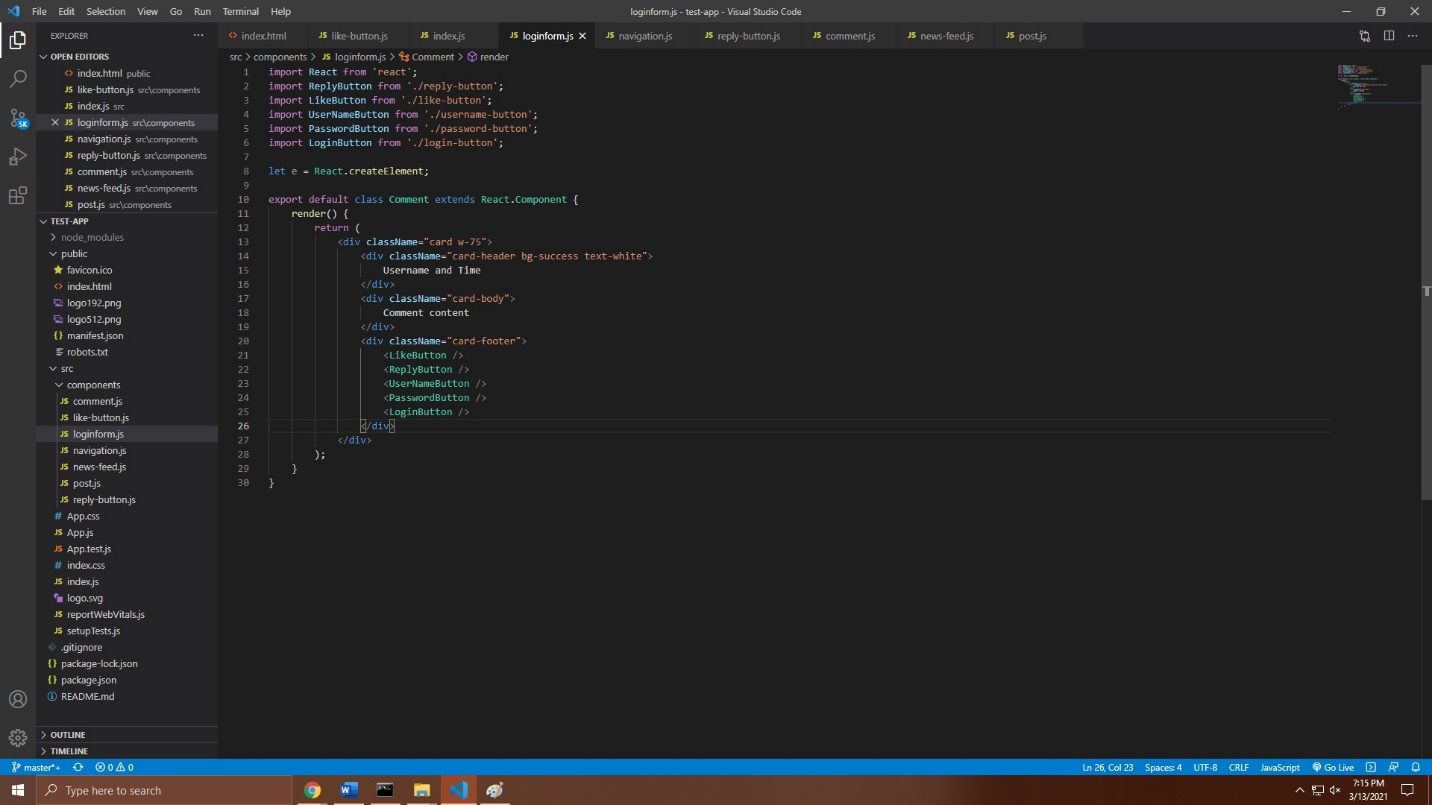 File Edit Selection View Go Run Terminal Help
loginform.js - test-app - Visual Studio Code
EXPLORER
OPEN EDITORS
index.html public
like-button.js src\components
index.js src
loginform.js src\components
navigation.js src\components
reply-button.js src\components
comment.js src\components
news-feed.js src\components
post.js src\components
TEST-APP
node_modules
public
favicon.ico
index.html
logo192.png
logo512.png
manifest.json
robots.txt
src
components
comment.js
like-button.js
loginform.js
navigation.js
news-feed.js
post.js
reply-button.js
App.css
App.js
App.test.js
index.css
index.js
logo.svg
reportWebVitals.js
setupTests.js
.gitignore
package-lock.json
package.json
README.md
OUTLINE
TIMELINE
index.html like-button.js index.js loginform.js navigation.js reply-button.js comment.js news-feed.js post.js
src > components > JS loginform.js > Comment > render
1 import React from 'react';
2 import ReplyButton from './reply-button';
3 import LikeButton from './like-button';
4 import UserNameButton from './username-button';
5 import PasswordButton from './password-button';
6 import LoginButton from './login-button';
7
8 let e = React.createElement;
9
10 export default class Comment extends React.Component {
11 render() {
12 return (
13 <div className="card w-75">
14 <div className="card-header bg-success text-white">
15 Username and Time
16 </div>
17 <div className="card-body">
18 Comment content
19 </div>
20 <div className="card-footer">
21 <LikeButton />
22 <ReplyButton />
23 <UserNameButton />
24 <PasswordButton />
25 <LoginButton />
26 </div>
27 </div>
28 );
29 }
30 }
master*+ 0 0 Ln 26, Col 23 Spaces: 4 UTF-8 CRLF JavaScript Go Live
Type here to search
7:15 PM
3/13/2021